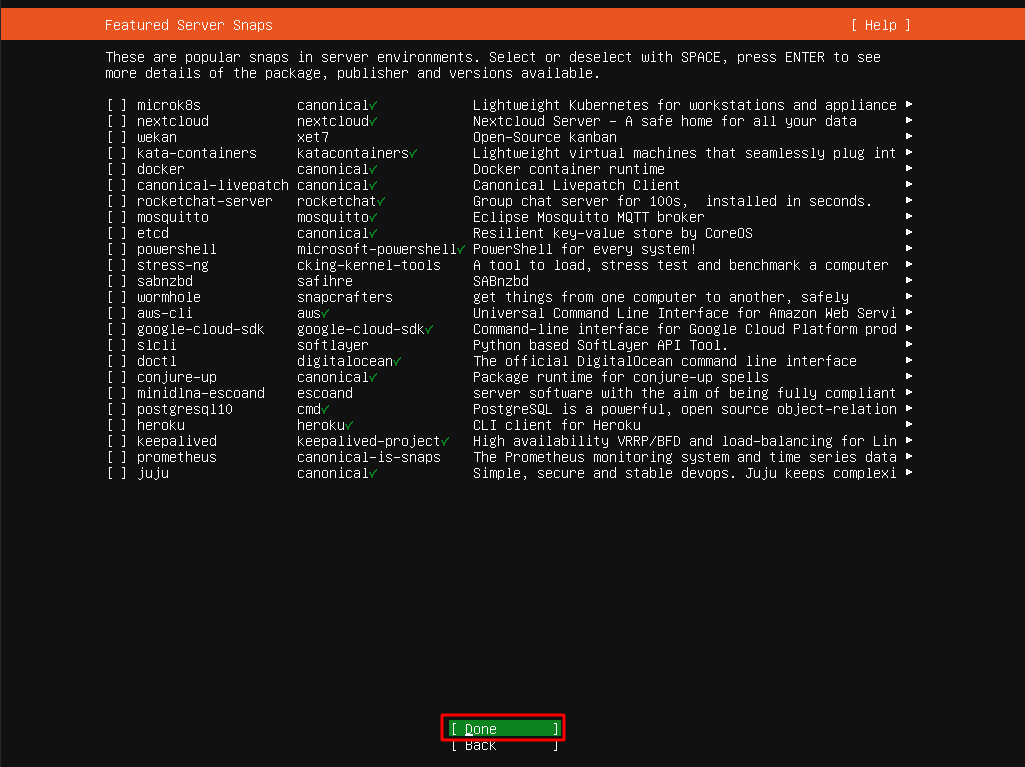 Featured Server Snaps [ Help ]
These are popular snaps in server environments. Select or deselect with SPACE, press ENTER to see
more details of the package, publisher and versions available.
[ ] microk8s canonical✓ Lightweight Kubernetes for workstations and appliance ▸
[ ] nextcloud nextcloud✓ Nextcloud Server - A safe home for all your data ▸
[ ] wekan xet7 Open-Source kanban ▸
[ ] kata-containers katacontainers✓ Lightweight virtual machines that seamlessly plug int ▸
[ ] docker canonical✓ Docker container runtime ▸
[ ] canonical-livepatch canonical✓ Canonical Livepatch Client ▸
[ ] rocketchat-server rocketchat✓ Group chat server for 100s, installed in seconds. ▸
[ ] mosquitto mosquitto✓ Eclipse Mosquitto MQTT broker ▸
[ ] etcd canonical✓ Resilient key-value store by CoreOS ▸
[ ] powershell microsoft-powershell✓ PowerShell for every system! ▸
[ ] stress-ng cking-kernel-tools A tool to load, stress test and benchmark a computer ▸
[ ] sabnzbd safihre SABnzbd ▸
[ ] wormhole snapcrafters get things from one computer to another, safely ▸
[ ] aws-cli aws✓ Universal Command Line Interface for Amazon Web Servi ▸
[ ] google-cloud-sdk google-cloud-sdk✓ Command-line interface for Google Cloud Platform prod ▸
[ ] slcli softlayer Python based SoftLayer API Tool. ▸
[ ] doctl digitalocean✓ The official DigitalOcean command line interface ▸
[ ] conjure-up canonical✓ Package runtime for conjure-up spells ▸
[ ] minidlna-escoand escoand server software with the aim of being fully compliant ▸
[ ] postgresql10 cmd✓ PostgreSQL is a powerful, open source object-relation ▸
[ ] heroku heroku✓ CLI client for Heroku ▸
[ ] keepalived keepalived-project✓ High availability VRRP/BFD and load-balancing for Lin ▸
[ ] prometheus canonical-is-snaps The Prometheus monitoring system and time series data ▸
[ ] juju canonical✓ Simple, secure and stable devops. Juju keeps complexi ▸
[ Done ]
[ Back ]